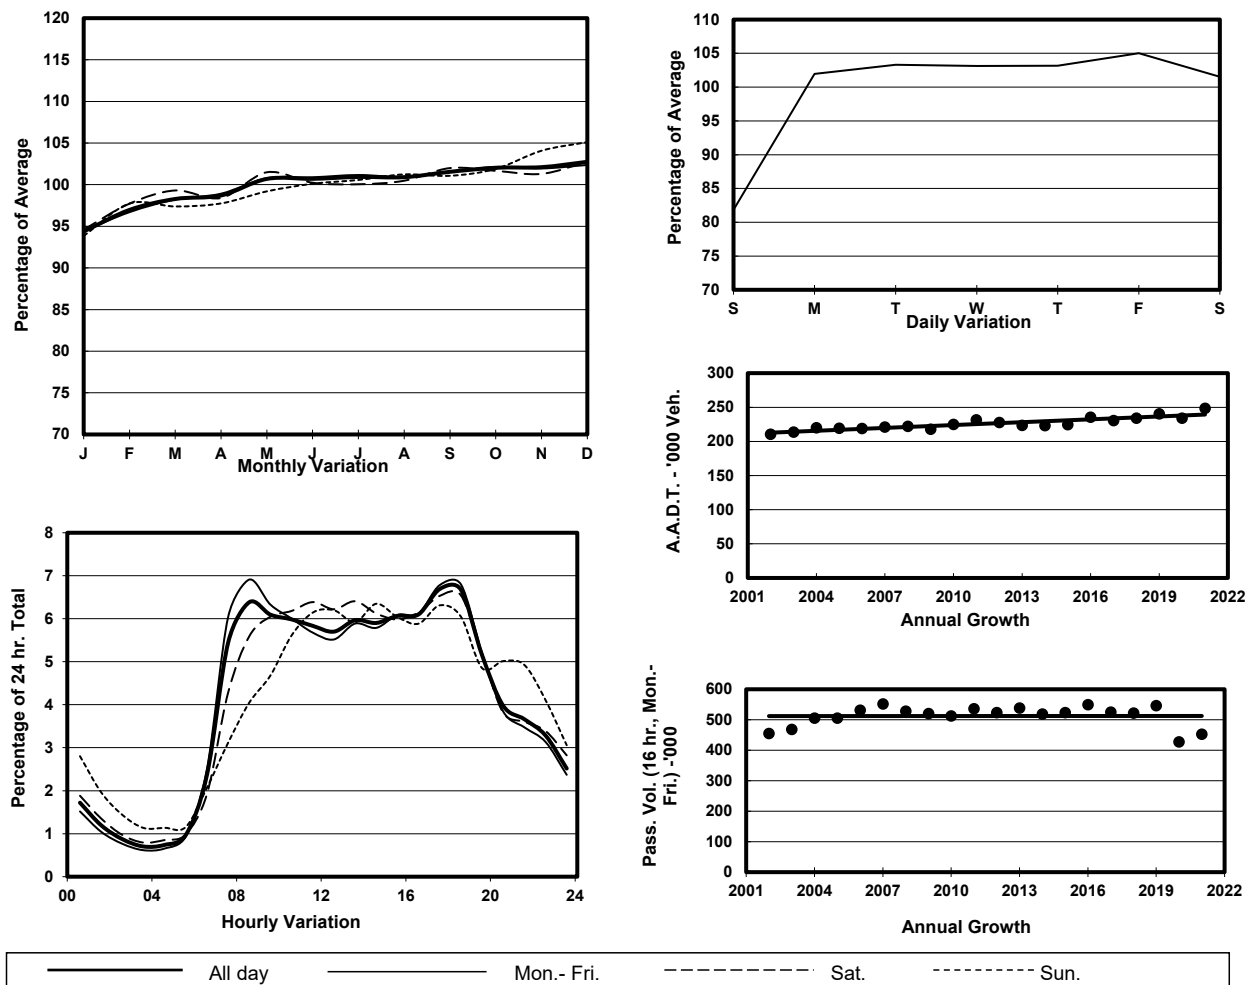 120
115
110
105
100
95
90
85
80
75
70
Percentage of Average
J F M A M J J A S O N D
Monthly Variation
110
105
100
95
90
85
80
75
70
Percentage of Average
S M T W T F S
Daily Variation
300
250
200
150
100
50
0
A.A.D.T. - '000 Veh.
2001 2004 2007 2010 2013 2016 2019 2022
Annual Growth
8
7
6
5
4
3
2
1
0
Percentage of 24 hr. Total
00 04 08 12 16 20 24
Hourly Variation
600
500
400
300
200
100
0
Pass. Vol. (16 hr., Mon.-
Fri.) -'000
2001 2004 2007 2010 2013 2016 2019 2022
Annual Growth
All day Mon.- Fri. Sat. Sun.